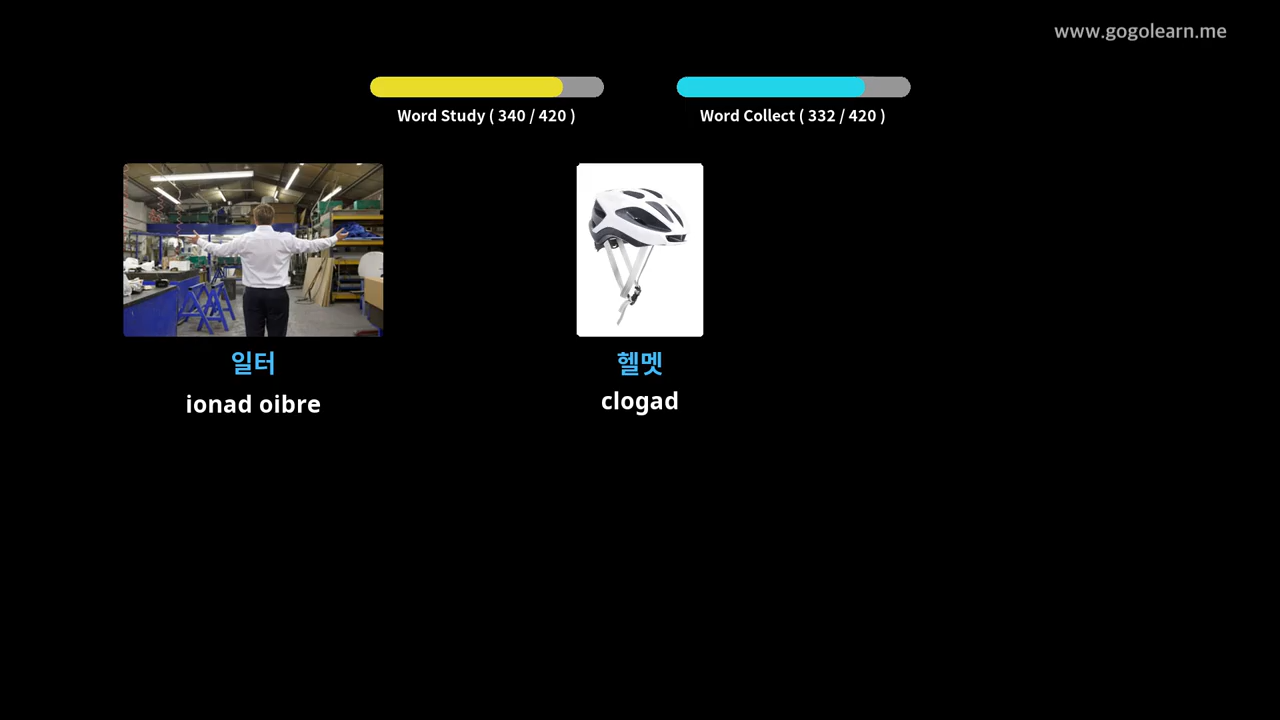 www.gogolearn.me
Word Study ( 340 / 420 )
Word Collect ( 332 / 420 )
일터
ionad oibre
헬멧
clogad